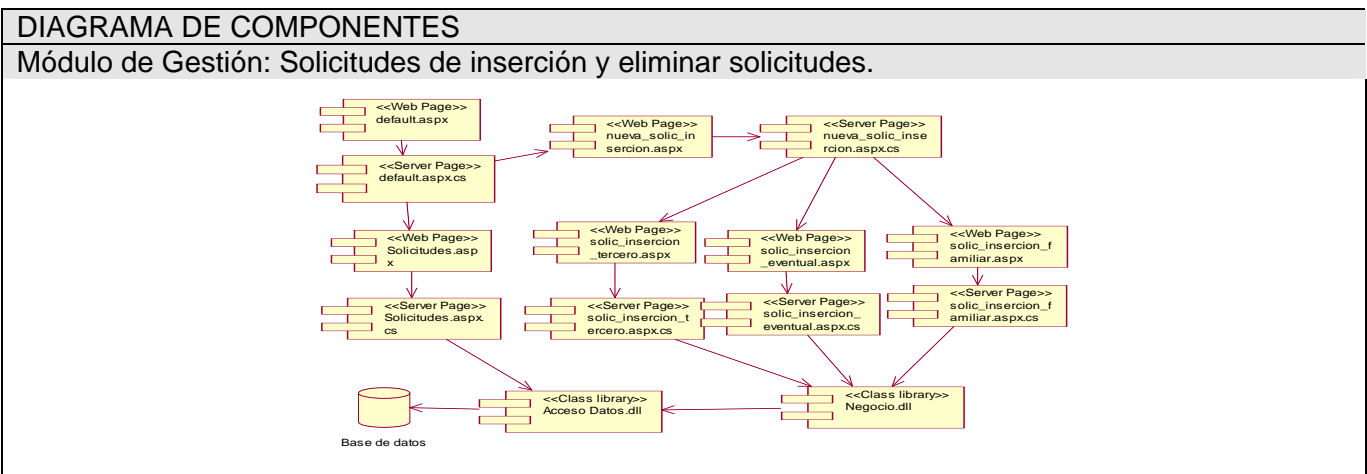 DIAGRAMA DE COMPONENTES
Módulo de Gestión: Solicitudes de inserción y eliminar solicitudes.
<<Web Page>>
default.aspx
<<Server Page>>
default.aspx.cs
<<Web Page>>
nueva_solic_in
sercion.aspx
<<Server Page>>
nueva_solic_inse
rcion.aspx.cs
<<Web Page>>
Solicitudes.asp
x
<<Web Page>>
solic_insercion
_tercero.aspx
<<Web Page>>
solic_insercion
_eventual.aspx
<<Web Page>>
solic_insercion_f
amiliar.aspx
<<Server Page>>
Solicitudes.aspx.
cs
<<Server Page>>
solic_insercion_t
ercero.aspx.cs
<<Server Page>>
solic_insercion_
eventual.aspx.cs
<<Server Page>>
solic_insercion_f
amiliar.aspx.cs
Base de datos
<<Class library>>
Acceso Datos.dll
<<Class library>>
Negocio.dll